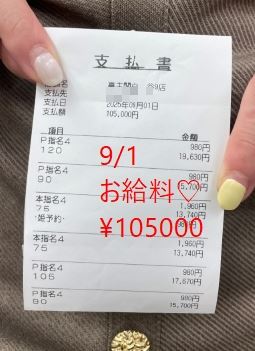 支払書
支払先
富士関白 谷9店
支払日
2025年09月01日
支払額
105,000円
項目
金額
P指名4
980円
120
19,630円
9/1
P指名4
90
お給料♡
本指名4
1,960円
75
13,740円
･姫予約･
¥105000
本指名4
1,960円
75
13,740円
P指名4
980円
105
17,670円
P指名4
980円
90
15,700円